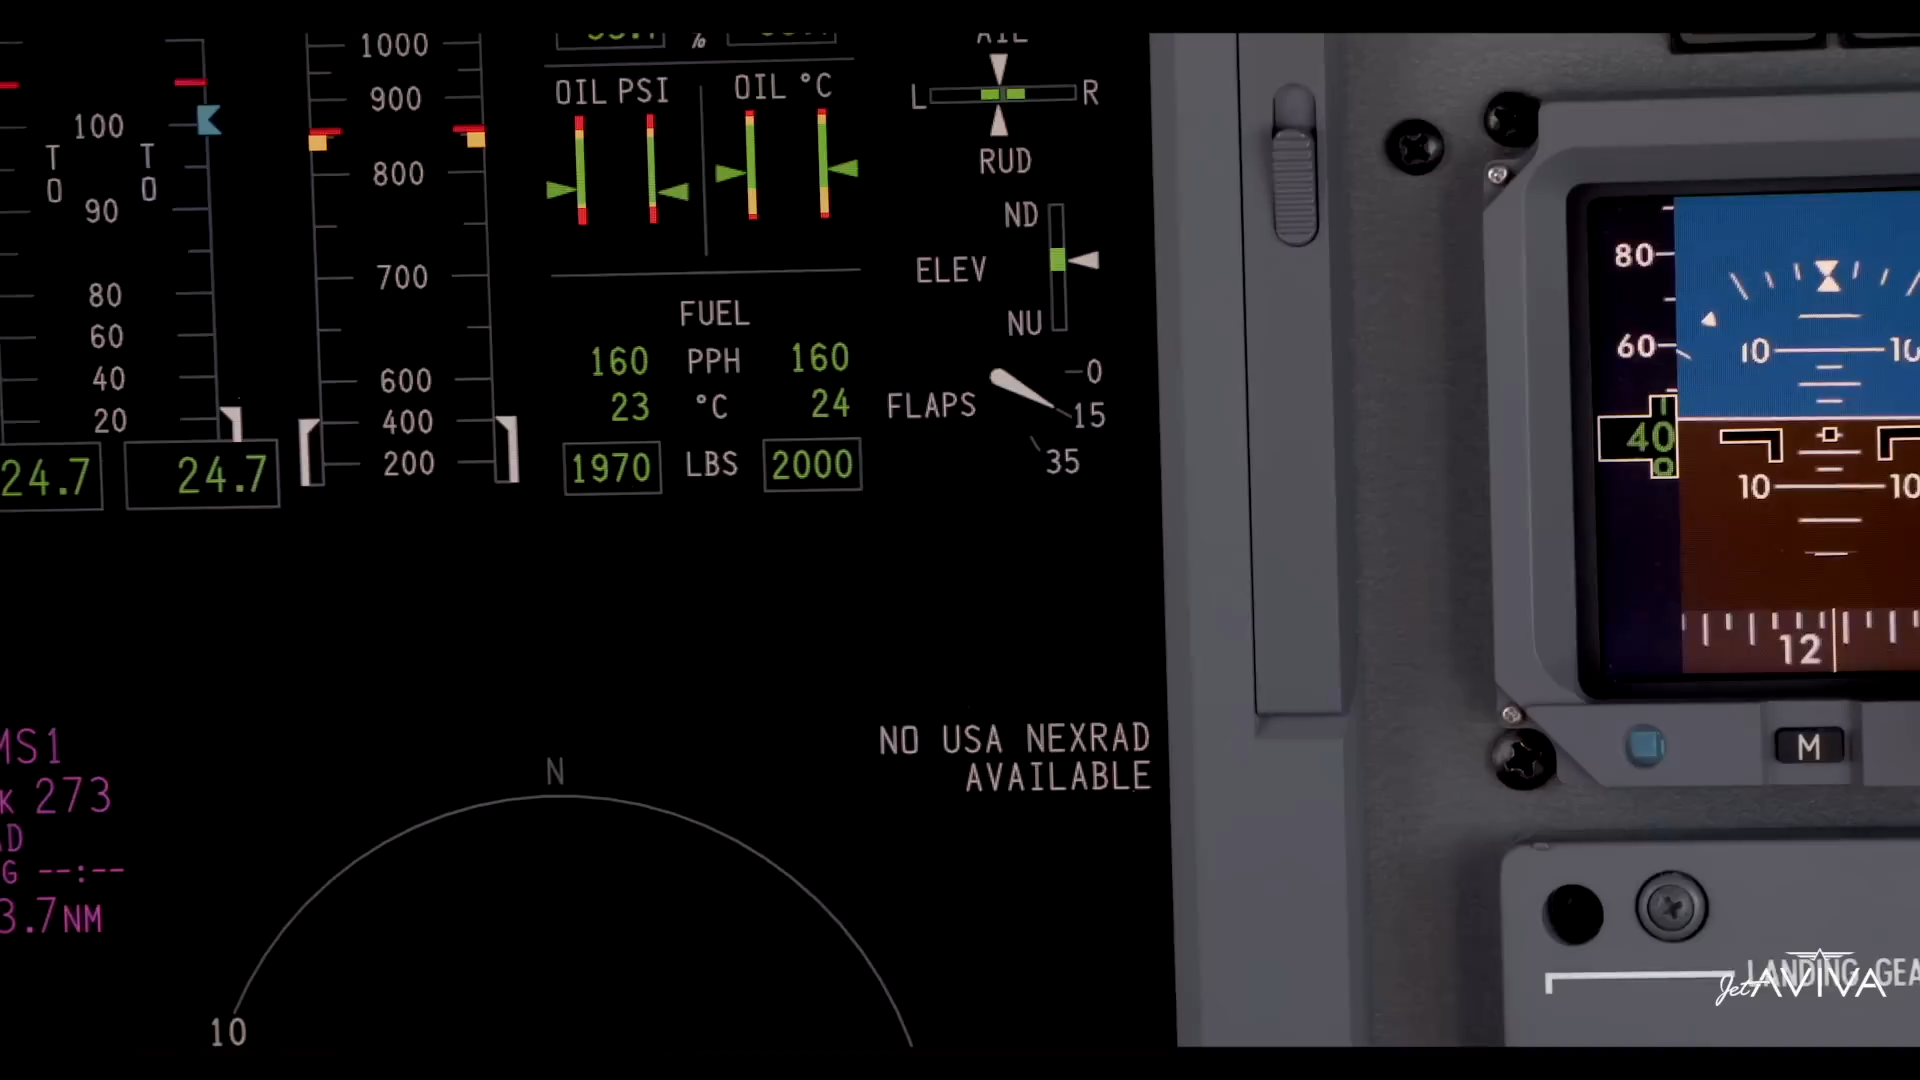 AIL
1000
%
OIL PSI
OIL °C
L R
900
100
T
O
T
O
800
RUD
90
ND
80
700
ELEV
80
FUEL
NU
60
10 10
60
160 PPH 160
0
40
600
23 °C 24
FLAPS
15
20
400
40
1
0
24.7
24.7
200
1970 LBS 2000
35
10 10
12
MS1
NO USA NEXRAD
AVAILABLE
M
N
K 273
D
G --:--
3.7NM
LANDING GEA
JetAVIVA
10